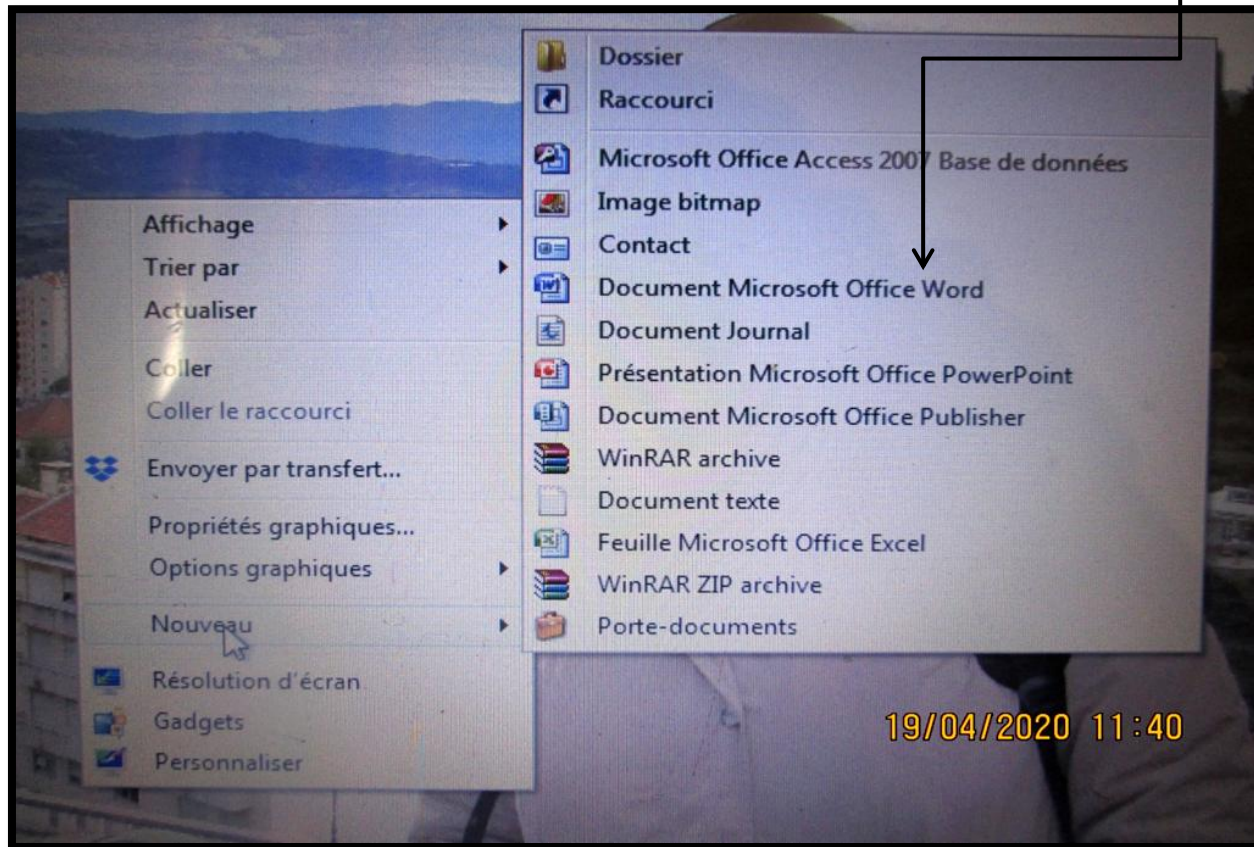 Dossier
Raccourci
Microsoft Office Access 2007 Base de données
Image bitmap
Contact
Document Microsoft Office Word
Document Journal
Présentation Microsoft Office PowerPoint
Document Microsoft Office Publisher
WinRAR archive
Document texte
Feuille Microsoft Office Excel
WinRAR ZIP archive
Porte-documents
Affichage
Trier par
Actualiser
Coller
Coller le raccourci
Envoyer par transfert...
Propriétés graphiques...
Options graphiques
Nouveau
Résolution d'écran
Gadgets
Personnaliser
19/04/2020 11:40